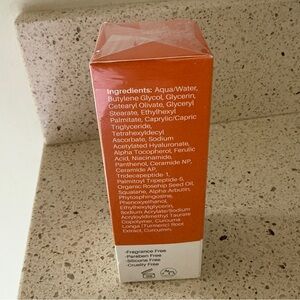 Ingredients: Aqua/Water,
Butylene Glycol, Glycerin,
Cetearyl Olivate, Glyceryl
Stearate, Ethylhexyl
Palmitate, Caprylic/Capric
Triglyceride,
Tetrahexyldecyl
Ascorbate, Sodium
Acetylated Hyaluronate,
Alpha Tocopherol, Ferulic
Acid, Niacinamide,
Panthenol, Ceramide NP,
Ceramide AP,
Tridecapeptide 1,
Palmitoyl Tripeptide-5,
Organic Rosehip Seed Oil,
Squalane, Alpha Arbutin,
Phytosphingosine,
Phenoxyethanol,
Ethylhexylglycerin,
Sodium Acrylate/Sodium
Acryloyldimethyl Taurate
Copolymer, Curcuma
Longa (Turmeric) Root
Extract, Curcumin,
-Fragrance Free
-Paraben Free
-Silicone Free
-Cruelty Free